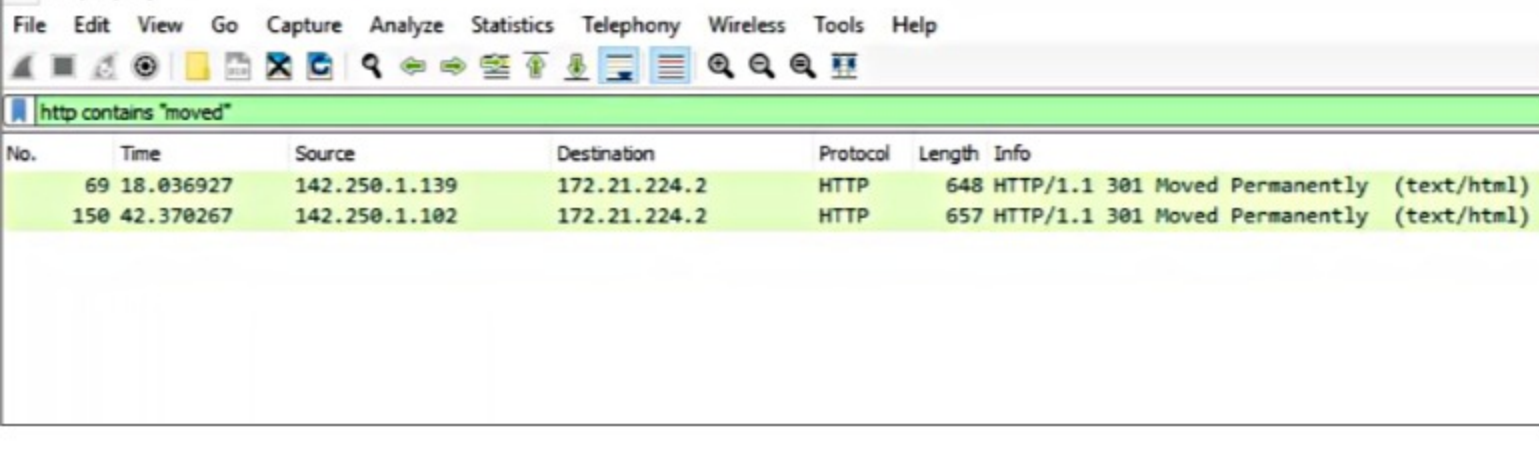 File Edit View Go Capture Analyze Statistics Telephony Wireless Tools Help
http contains "moved"
No. Time Source Destination Protocol Length Info
69 18.036927 142.250.1.139 172.21.224.2 HTTP 648 HTTP/1.1 301 Moved Permanently (text/html)
150 42.370267 142.250.1.102 172.21.224.2 HTTP 657 HTTP/1.1 301 Moved Permanently (text/html)